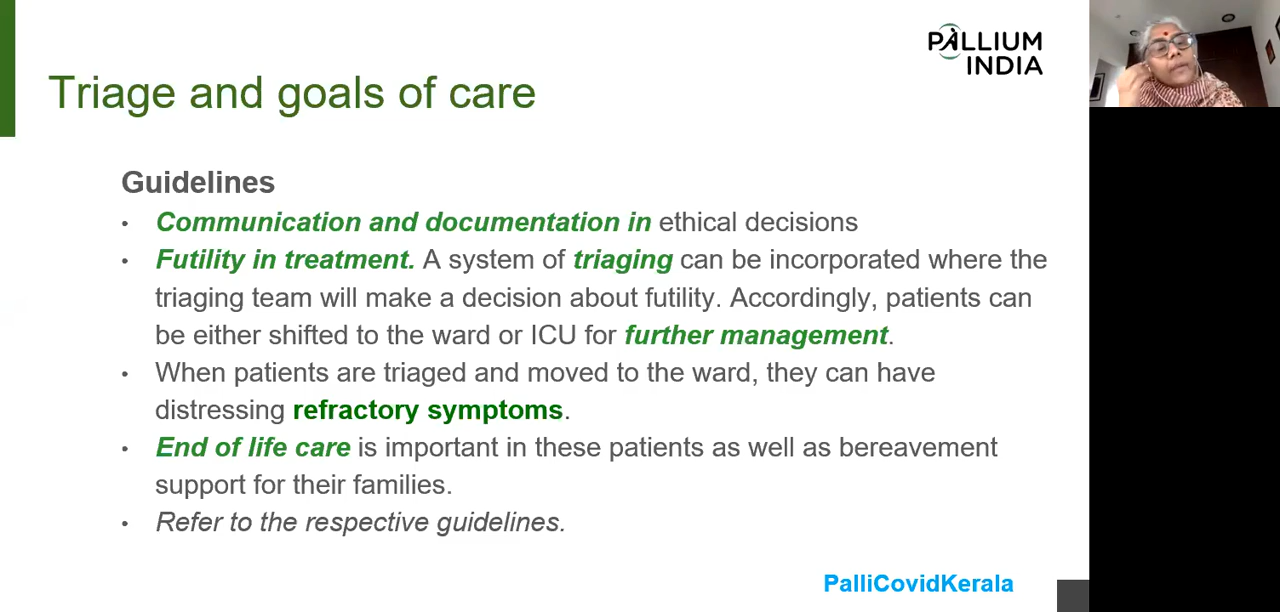 PALLIUM
INDIA
Triage and goals of care
Guidelines
• Communication and documentation in ethical decisions
• Futility in treatment. A system of triaging can be incorporated where the
triaging team will make a decision about futility. Accordingly, patients can
be either shifted to the ward or ICU for further management.
• When patients are triaged and moved to the ward, they can have
distressing refractory symptoms.
• End of life care is important in these patients as well as bereavement
support for their families.
• Refer to the respective guidelines.
PalliCovidKerala